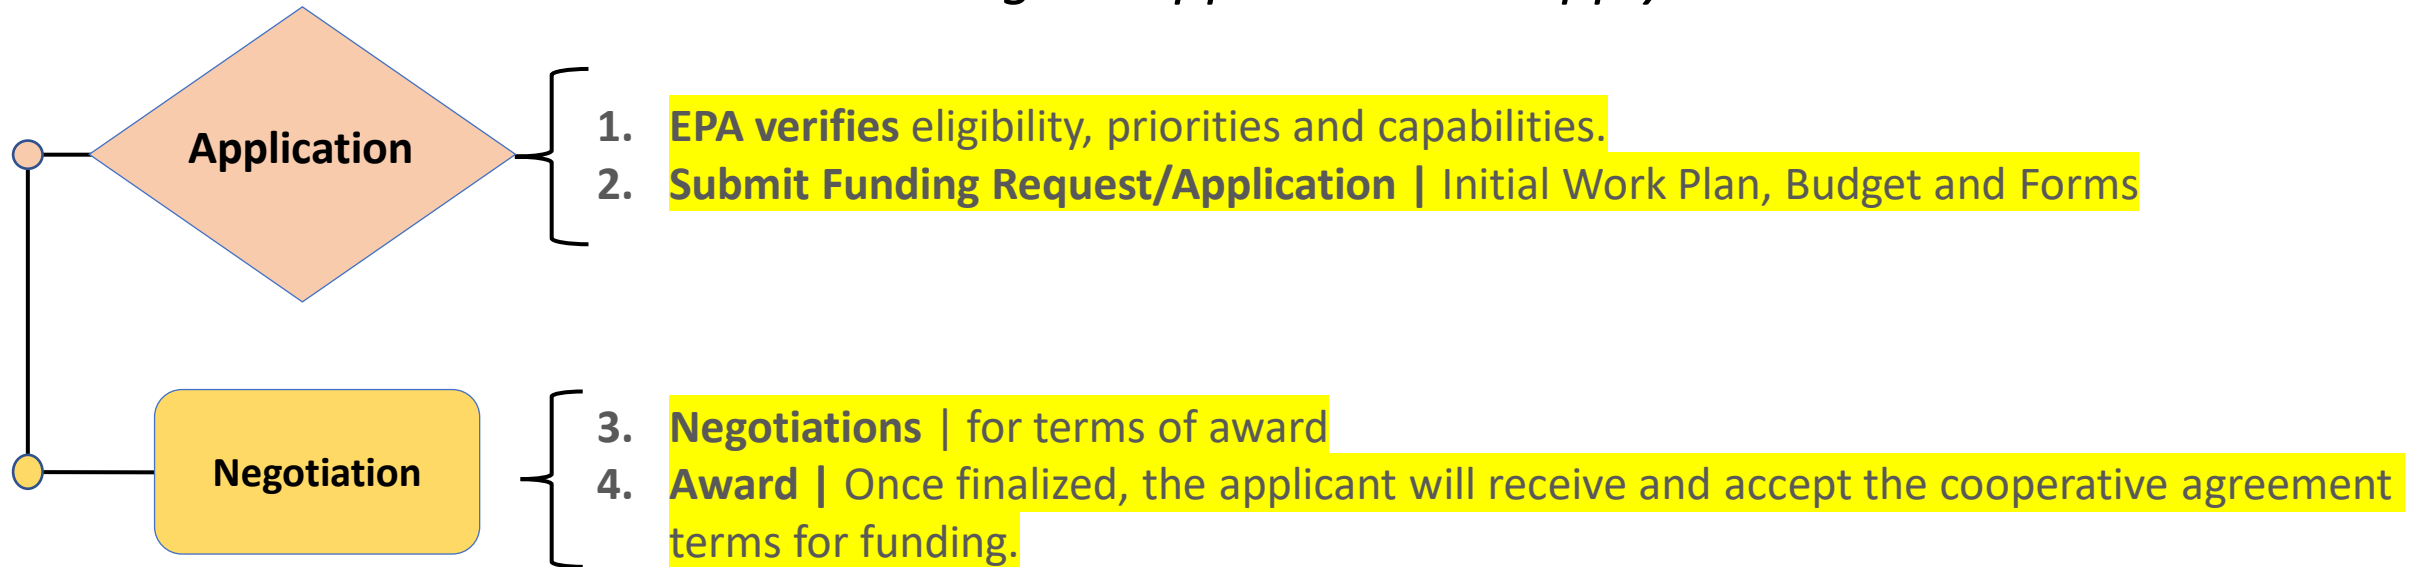 Application
1. EPA verifies eligibility, priorities and capabilities.
2. Submit Funding Request/Application | Initial Work Plan, Budget and Forms
Negotiation
3. Negotiations | for terms of award
4. Award | Once finalized, the applicant will receive and accept the cooperative agreement
terms for funding.